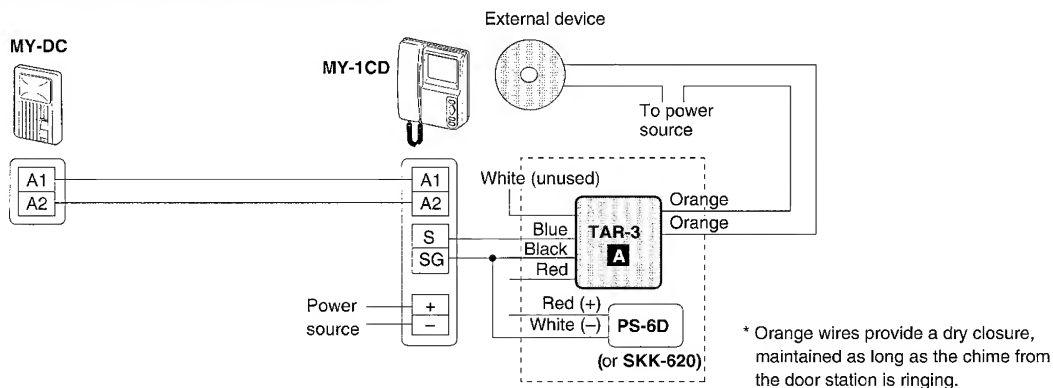 External device
MY-DC
MY-1CD
To power
source
A1
A2
A1
A2
S
SG
+
–
Power
source
White (unused)
Blue
Black
Red
TAR-3
A
Orange
Orange
Red (+)
White (–)
PS-6D
(or SKK-620)
* Orange wires provide a dry closure,
maintained as long as the chime from
the door station is ringing.